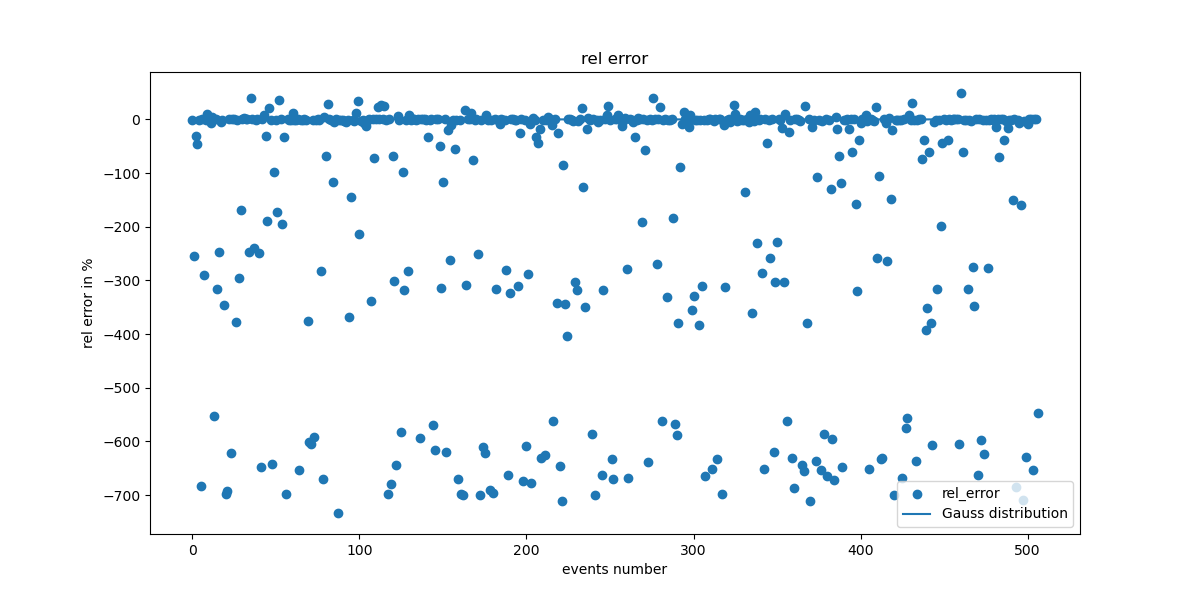 rel error
0
−100
−200
−300
−400
−500
−600
−700
rel error in %
0 100 200 300 400 500
events number
rel_error
Gauss distribution